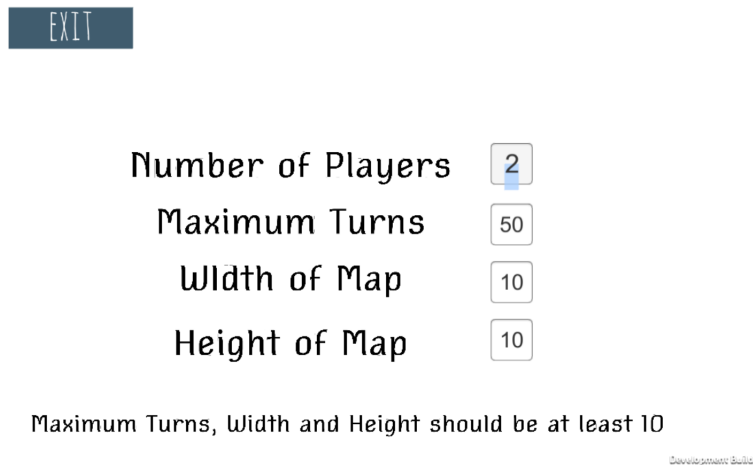 EXIT
Number of Players 2
Maximum Turns 50
WIdth of Map 10
Height of Map 10
Maximum Turns, Width and Height should be at least 10
Development Build